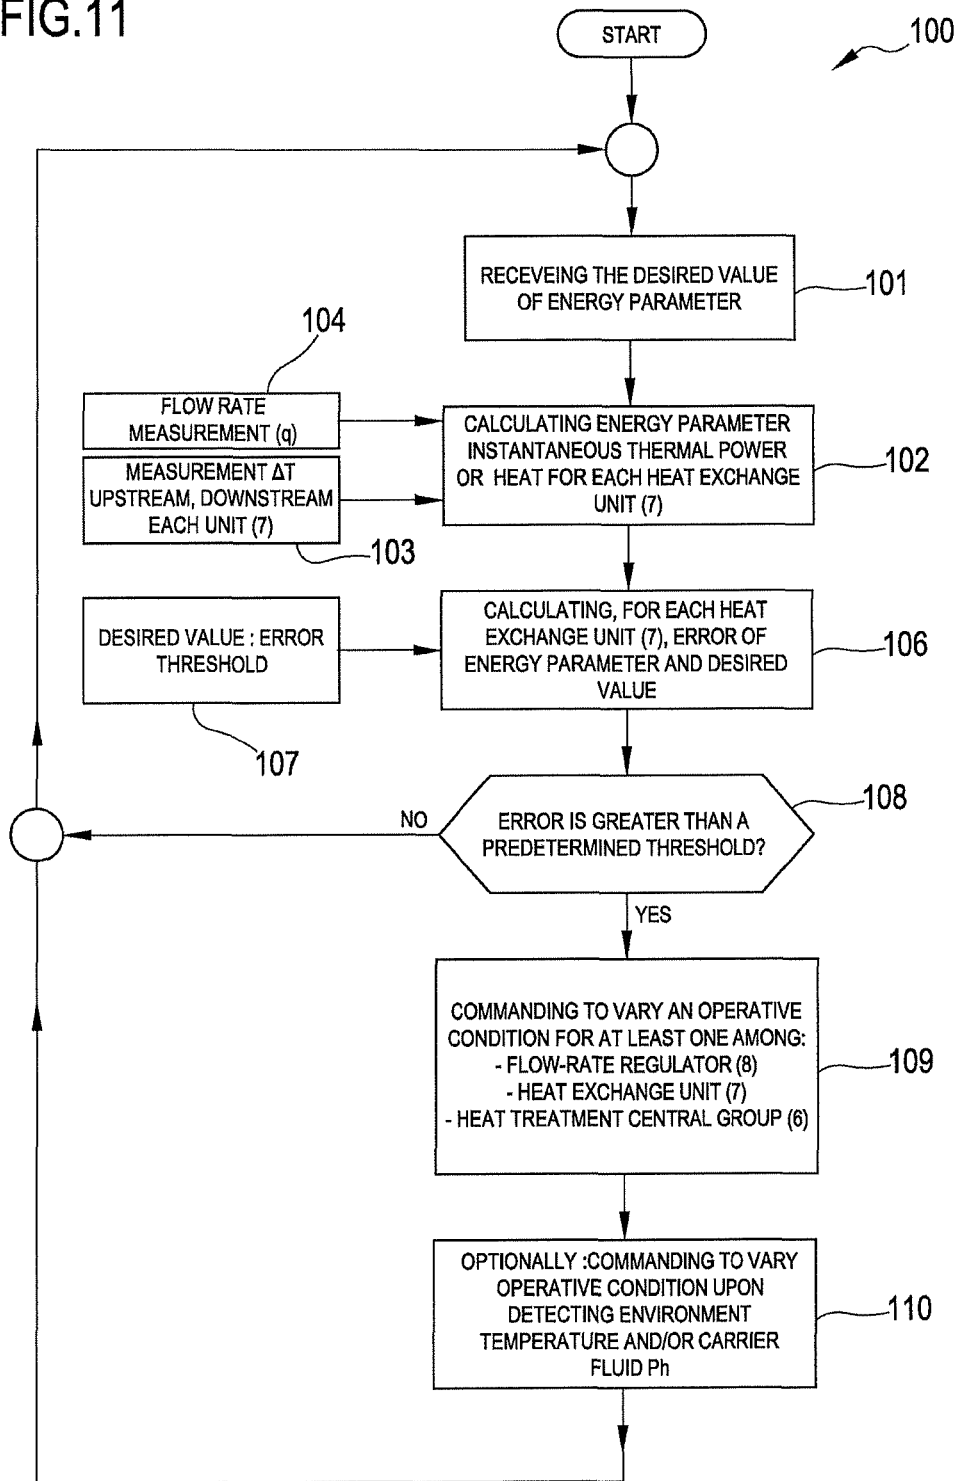 FIG.11
START
100
RECEVEING THE DESIRED VALUE
OF ENERGY PARAMETER
101
104
FLOW RATE
MEASUREMENT (q)
MEASUREMENT ΔT
UPSTREAM, DOWNSTREAM
EACH UNIT (7)
103
CALCULATING ENERGY PARAMETER
INSTANTANEOUS THERMAL POWER
OR HEAT FOR EACH HEAT EXCHANGE
UNIT (7)
102
DESIRED VALUE : ERROR
THRESHOLD
107
CALCULATING, FOR EACH HEAT
EXCHANGE UNIT (7), ERROR OF
ENERGY PARAMETER AND DESIRED
VALUE
106
ERROR IS GREATER THAN A
PREDETERMINED THRESHOLD?
108
NO
YES
COMMANDING TO VARY AN OPERATIVE
CONDITION FOR AT LEAST ONE AMONG:
- FLOW-RATE REGULATOR (8)
- HEAT EXCHANGE UNIT (7)
- HEAT TREATMENT CENTRAL GROUP (6)
109
OPTIONALLY :COMMANDING TO VARY
OPERATIVE CONDITION UPON
DETECTING ENVIRONMENT
TEMPERATURE AND/OR CARRIER
FLUID Ph
110